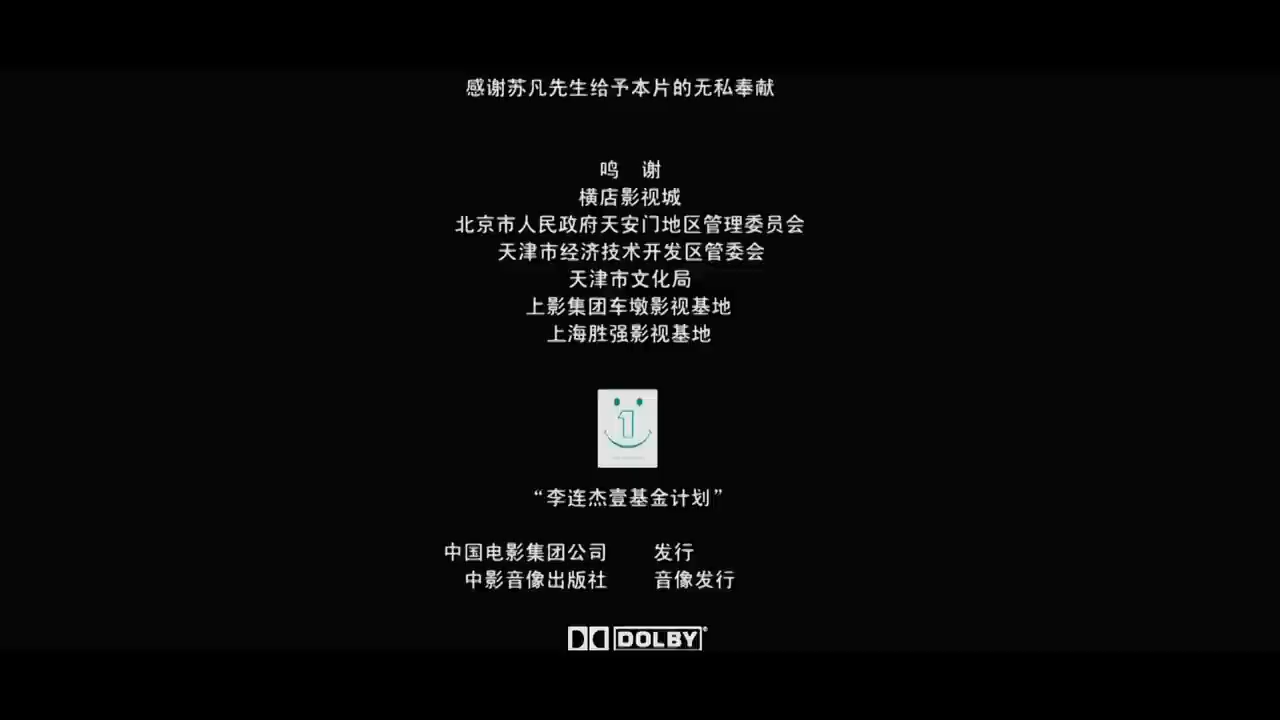 感谢苏凡先生给予本片的无私奉献
鸣 谢
横店影视城
北京市人民政府天安门地区管理委员会
天津市经济技术开发区管委会
天津市文化局
上影集团车墩影视基地
上海胜强影视基地
1
“李连杰壹基金计划”
中国电影集团公司 发行
中影音像出版社 音像发行
DOLBY